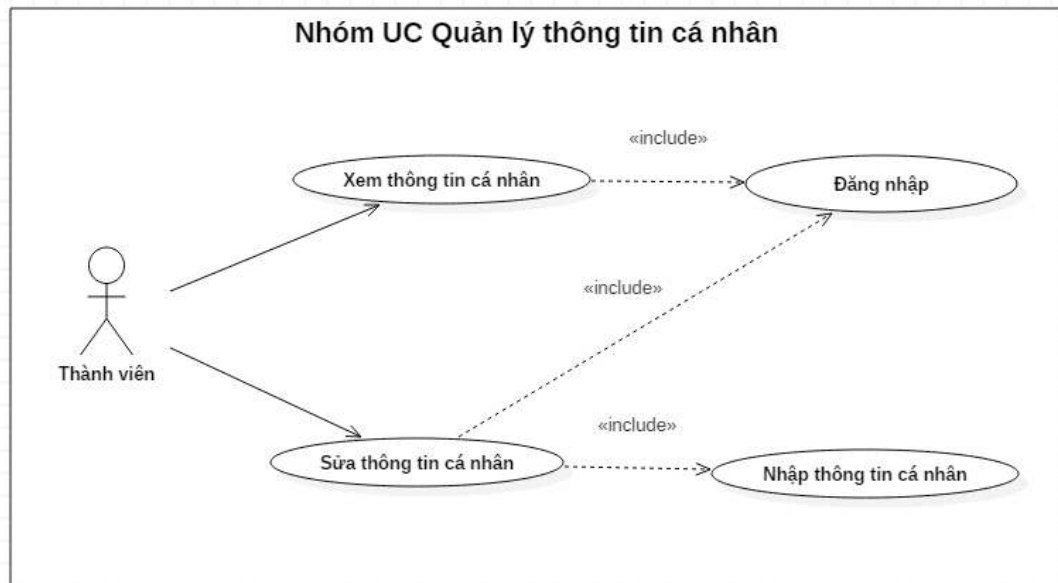 Nhóm UC Quản lý thông tin cá nhân
«include»
Xem thông tin cá nhân
Đăng nhập
«include»
Thành viên
«include»
Sửa thông tin cá nhân
Nhập thông tin cá nhân